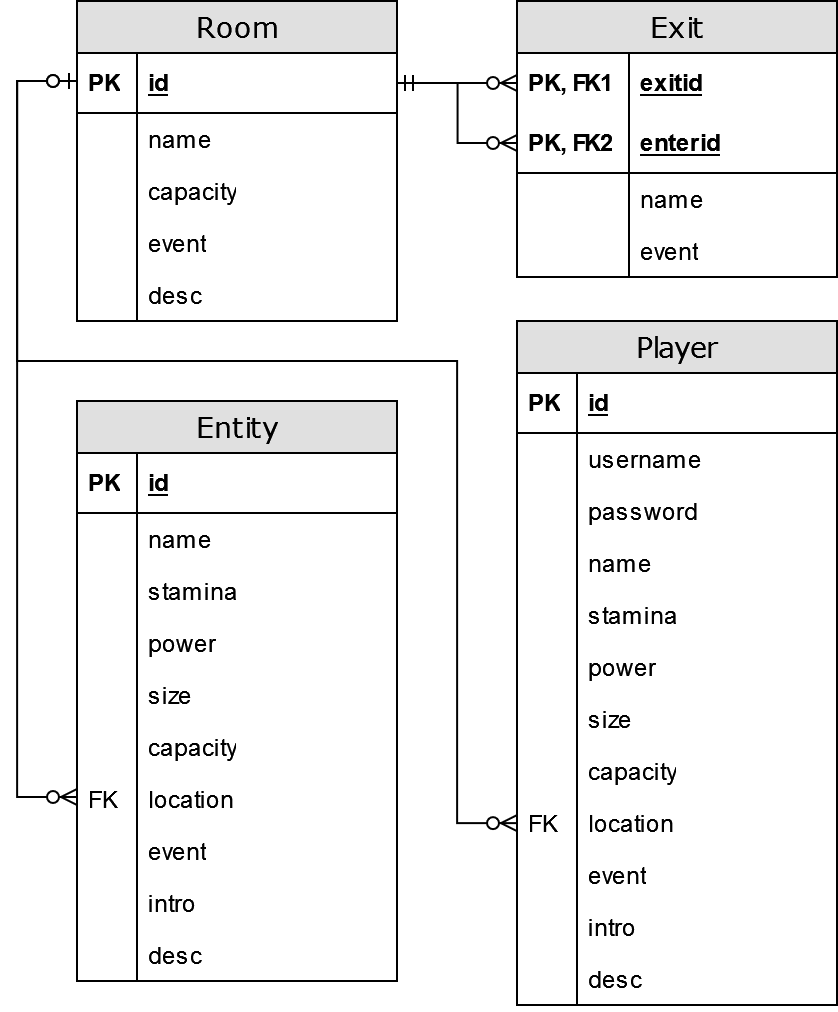 Room
PK id
name
capacity
event
desc
Exit
PK, FK1 exitid
PK, FK2 enterid
name
event
Entity
PK id
name
stamina
power
size
capacity
FK location
event
intro
desc
Player
PK id
username
password
name
stamina
power
size
capacity
FK location
event
intro
desc